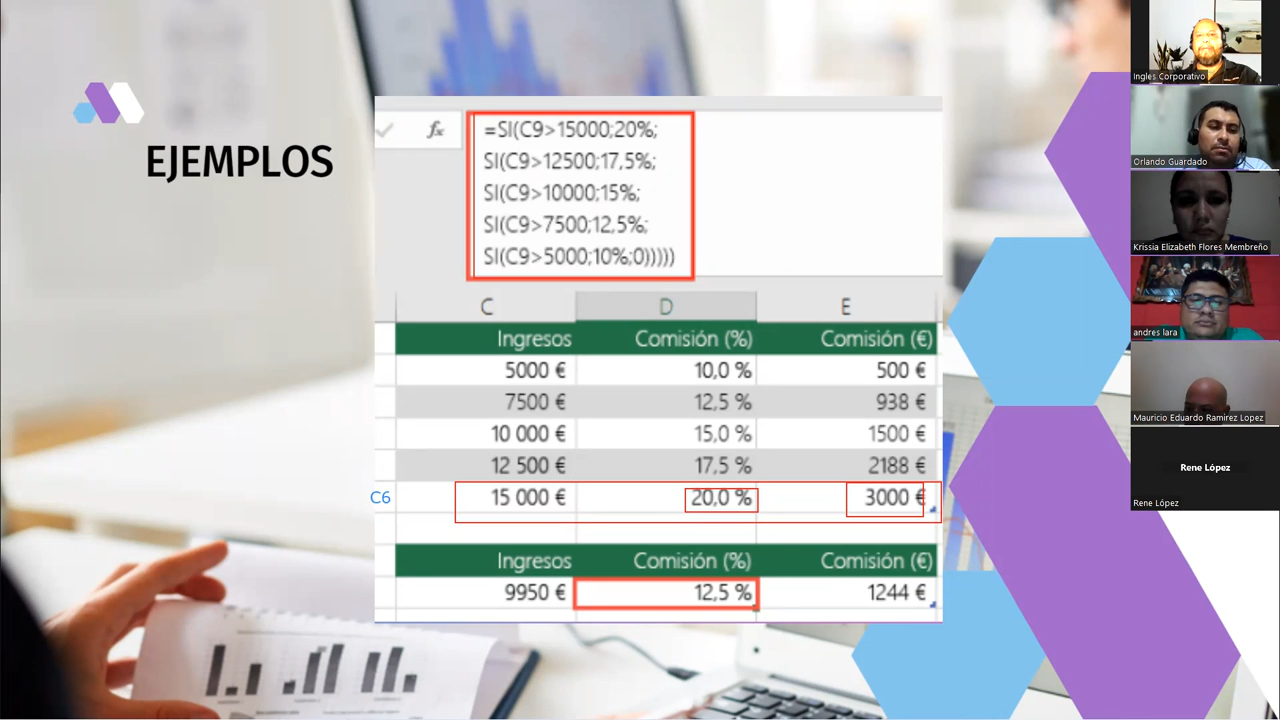 EJEMPLOS
fx
=SI(C9>15000;20%;
SI(C9>12500;17,5%;
SI(C9>10000;15%;
SI(C9>7500;12,5%;
SI(C9>5000;10%;0)))))
C D E
Ingresos Comisión (%) Comisión (€)
5000 € 10,0 % 500 €
7500 € 12,5 % 938 €
10 000 € 15,0 % 1500 €
12 500 € 17,5 % 2188 €
C6 15 000 € 20,0 % 3000 €
Ingresos Comisión (%) Comisión (€)
9950 € 12,5 % 1244 €
Ingles Corporativo
Orlando Guardado
Krissia Elizabeth Flores Membreño
andres lara
Mauricio Eduardo Ramirez Lopez
Rene López
Rene López